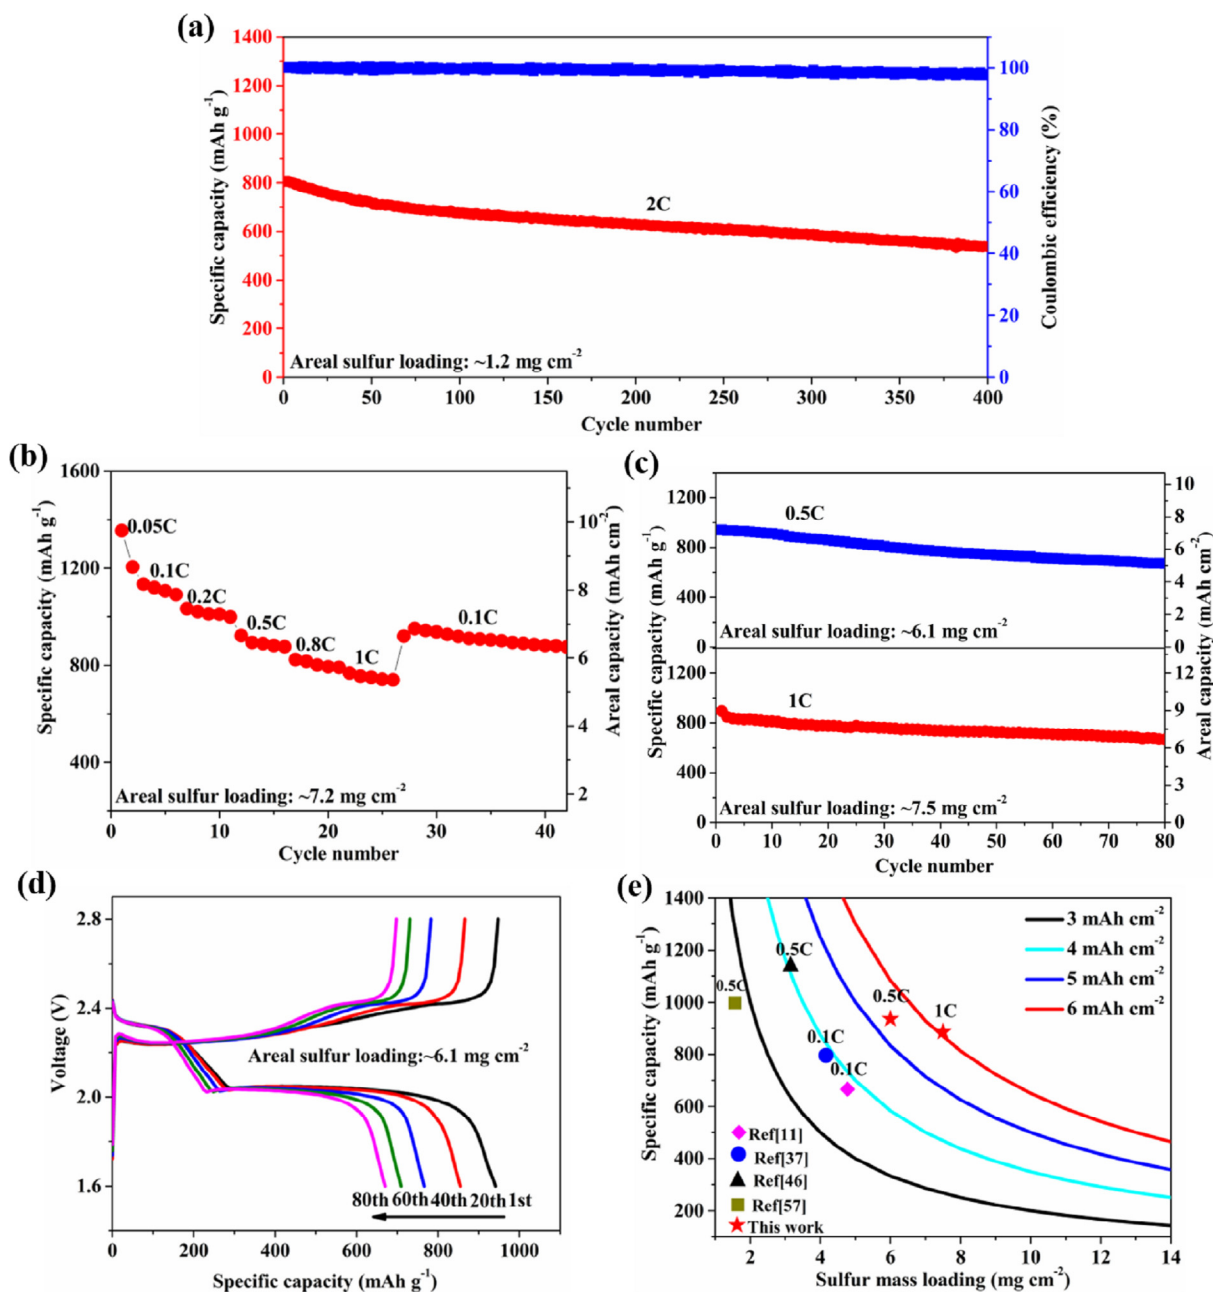 (a)
1400
1200
1000
800
600
400
200
0
Specific capacity (mAh g-1)
100
80
60
40
20
0
Coulombic efficiency (%)
2C
Areal sulfur loading: ~1.2 mg cm-2
0 50 100 150 200 250 300 350 400
Cycle number
(b)
1600
1200
800
400
Specific capacity (mAh g-1)
10
8
6
4
2
Areal capacity (mAh cm-2)
0.05C
0.1C
0.2C
0.5C
0.8C
1C
0.1C
Areal sulfur loading: ~7.2 mg cm-2
0 10 20 30 40
Cycle number
(c)
1200
800
400
0
1200
800
400
0
Specific capacity (mAh g-1)
10
8
6
4
2
0
12
9
6
3
0
Areal capacity (mAh cm-2)
0.5C
Areal sulfur loading: ~6.1 mg cm-2
1C
Areal sulfur loading: ~7.5 mg cm-2
0 10 20 30 40 50 60 70 80
Cycle number
(d)
2.8
2.4
2.0
1.6
Voltage (V)
Areal sulfur loading:~6.1 mg cm-2
80th 60th 40th 20th 1st
0 200 400 600 800 1000
Specific capacity (mAh g-1)
(e)
1400
1200
1000
800
600
400
200
Specific capacity (mAh g-1)
3 mAh cm-2
4 mAh cm-2
5 mAh cm-2
6 mAh cm-2
0.5C
0.5C
0.5C
1C
0.1C
0.1C
Ref[11]
Ref[37]
Ref[46]
Ref[57]
This work
2 4 6 8 10 12 14
Sulfur mass loading (mg cm-2)